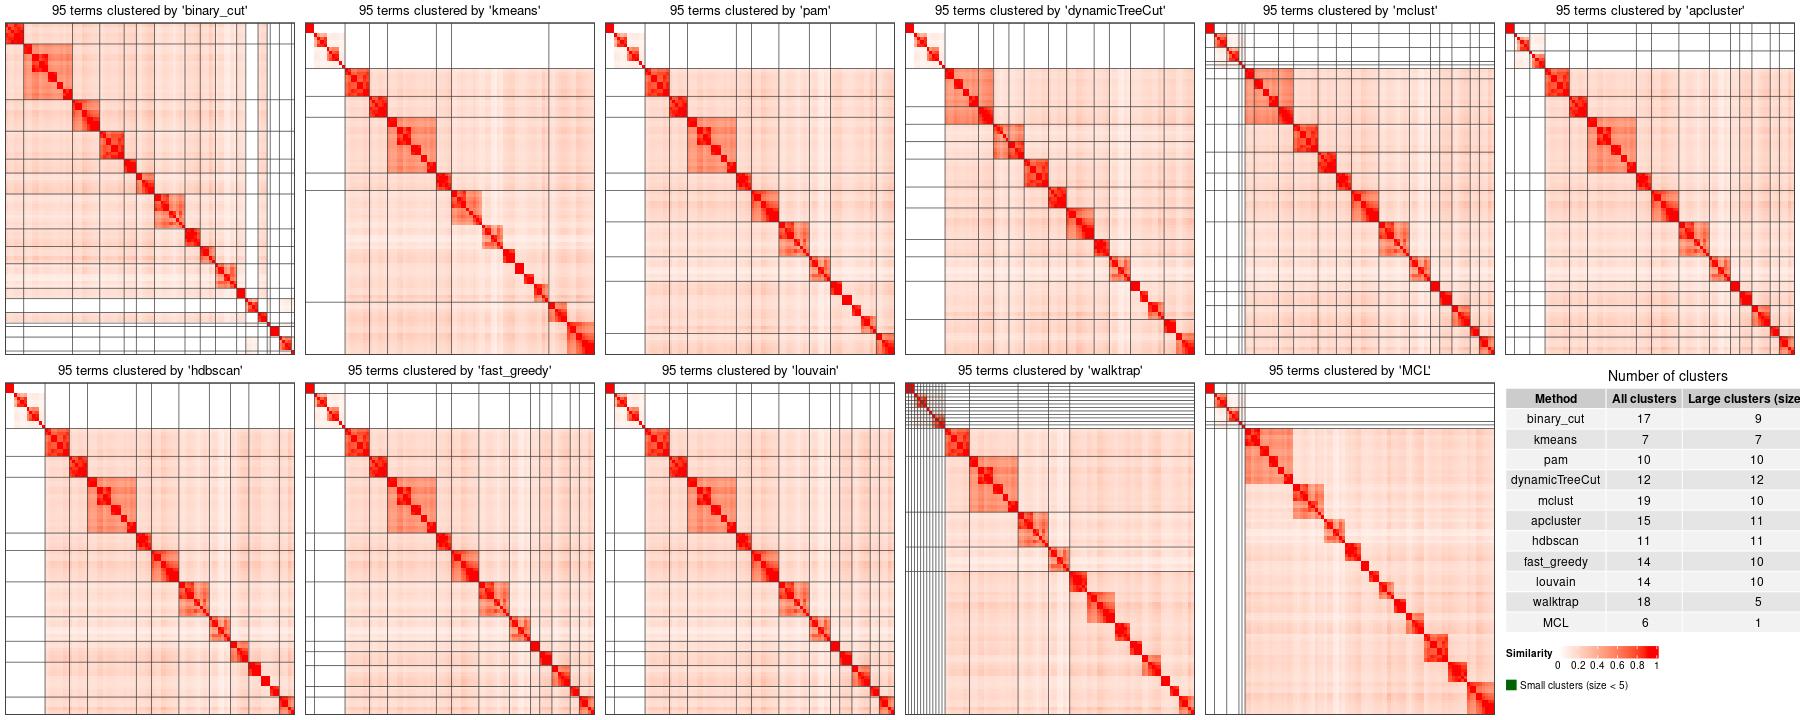 95 terms clustered by 'binary_cut'
95 terms clustered by 'kmeans'
95 terms clustered by 'pam'
95 terms clustered by 'dynamicTreeCut'
95 terms clustered by 'mclust'
95 terms clustered by 'apcluster'
95 terms clustered by 'hdbscan'
95 terms clustered by 'fast_greedy'
95 terms clustered by 'louvain'
95 terms clustered by 'walktrap'
95 terms clustered by 'MCL'
Number of clusters
Method All clusters Large clusters (size
binary_cut 17 9
kmeans 7 7
pam 10 10
dynamicTreeCut 12 12
mclust 19 10
apcluster 15 11
hdbscan 11 11
fast_greedy 14 10
louvain 14 10
walktrap 18 5
MCL 6 1
Similarity
0 0.2 0.4 0.6 0.8 1
Small clusters (size < 5)